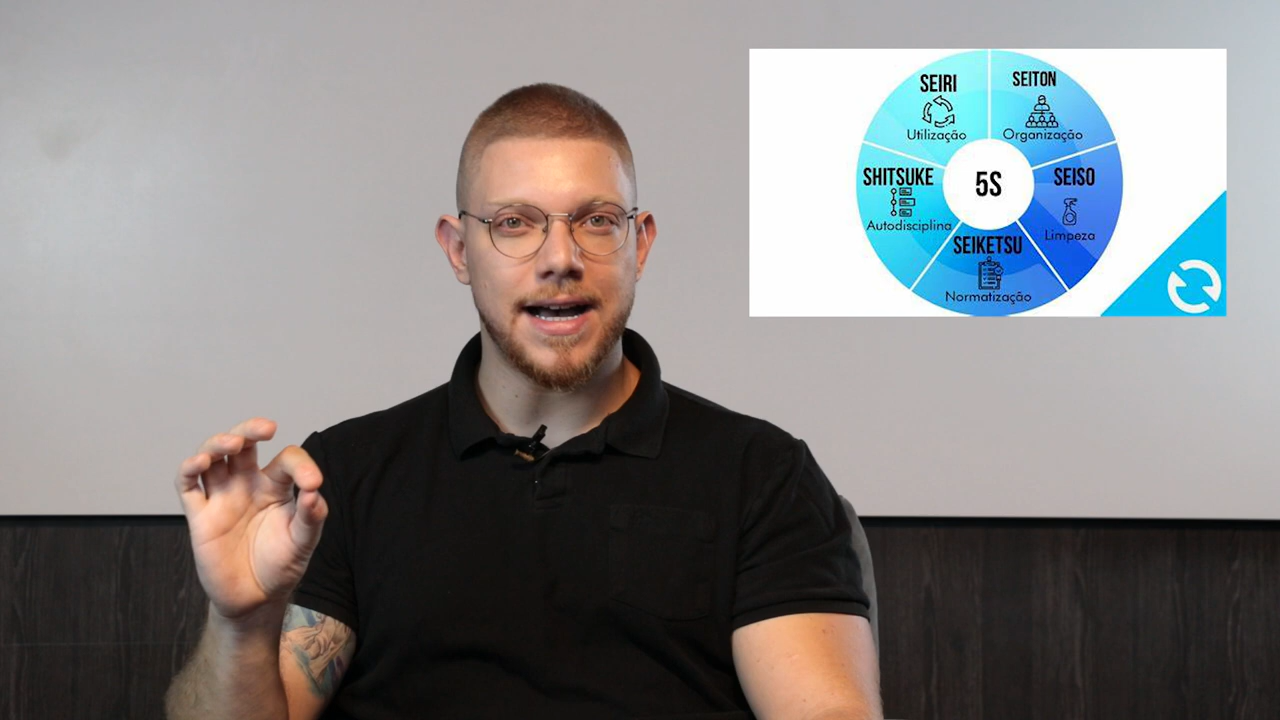 SEIRI
Utilização
SEITON
Organização
SHITSUKE
Autodisciplina
5S
SEISO
Limpeza
SEIKETSU
Normatização